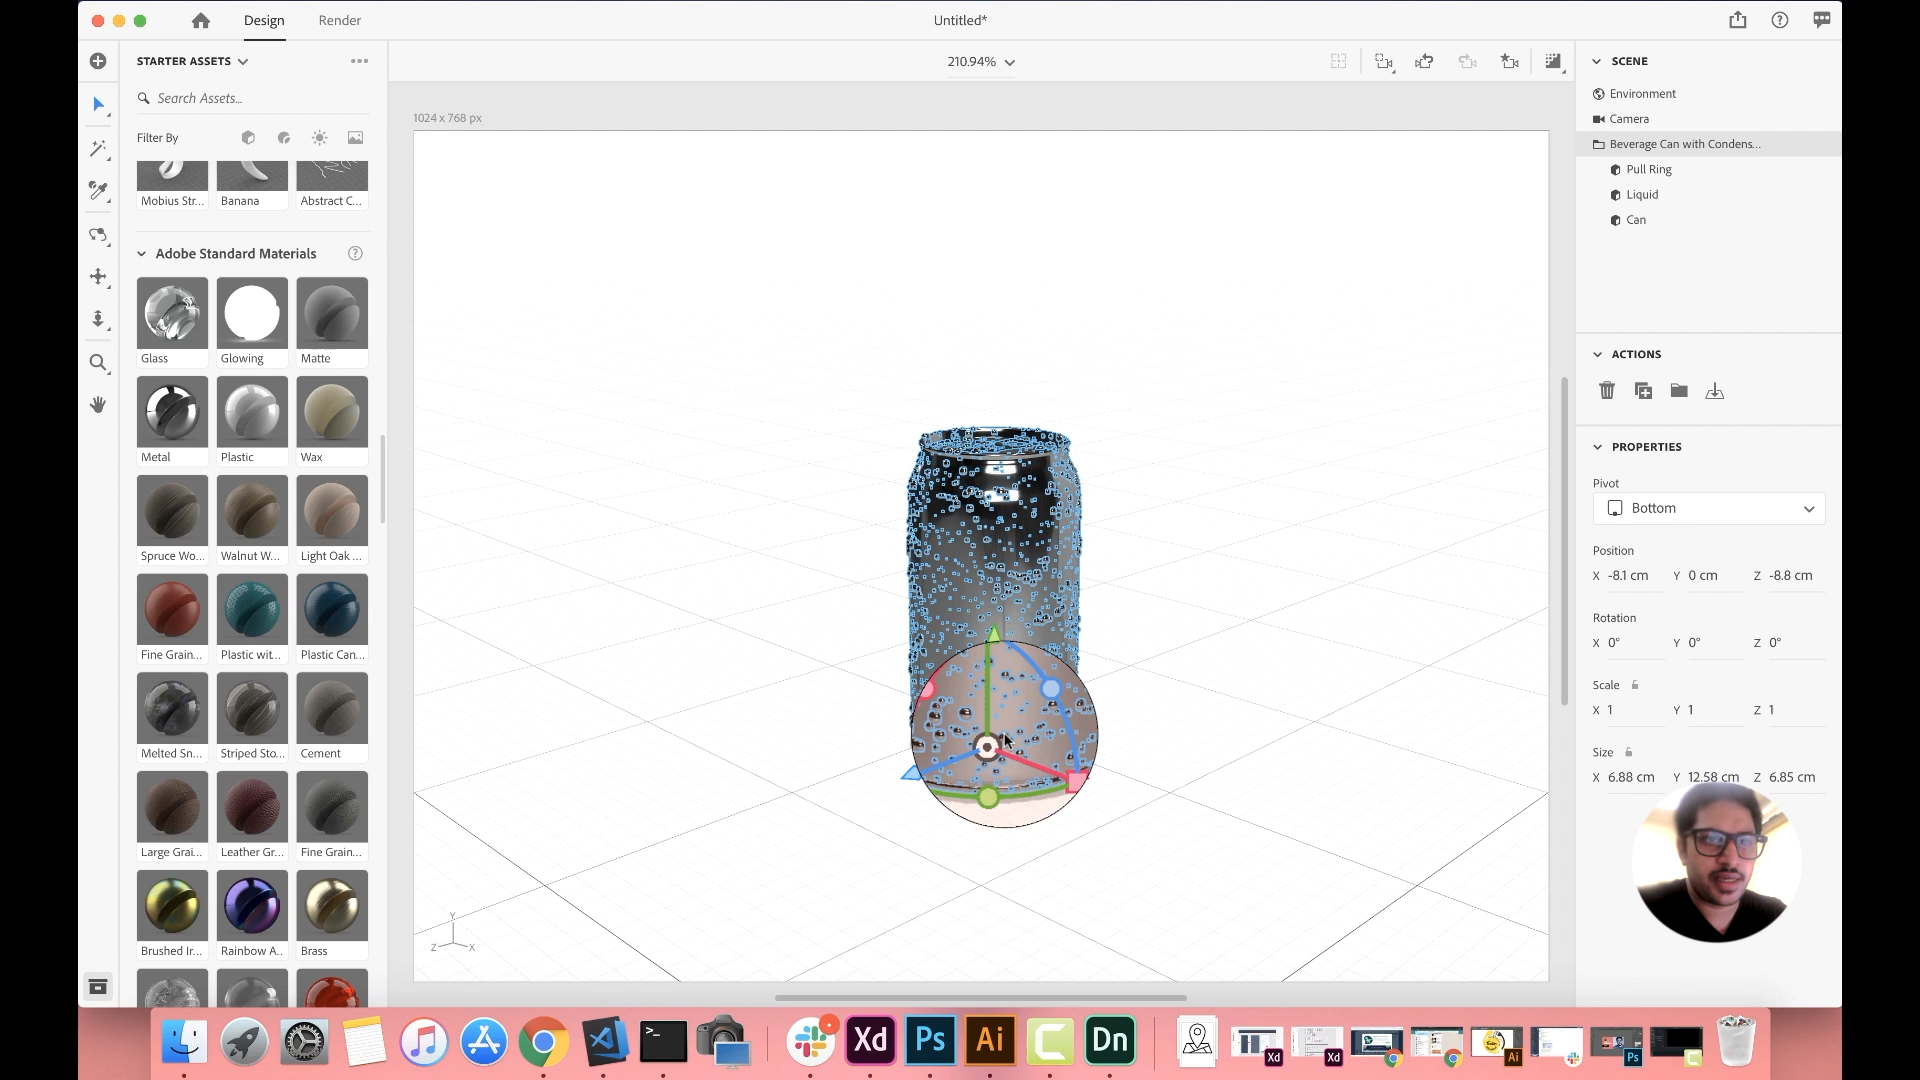 Design
Render
Untitled*
STARTER ASSETS
210.94%
Search Assets...
Filter By
Mobius Str...
Banana
Abstract C...
Adobe Standard Materials
Glass
Glowing
Matte
Metal
Plastic
Wax
Spruce Wo...
Walnut W...
Light Oak ...
Fine Grain...
Plastic wit...
Plastic Can...
Melted Sn...
Striped Sto...
Cement
Large Grai...
Leather Gr...
Fine Grain...
Brushed Ir...
Rainbow A..
Brass
1024 x 768 px
Y
Z
X
SCENE
Environment
Camera
Beverage Can with Condens...
Pull Ring
Liquid
Can
ACTIONS
PROPERTIES
Pivot
Bottom
Position
X -8.1 cm Y 0 cm Z -8.8 cm
Rotation
X 0° Y 0° Z 0°
Scale
X 1 Y 1 Z 1
Size
X 6.88 cm Y 12.58 cm Z 6.85 cm
>_
Xd
Ps
Ai
Dn
Xd
Xd
Ai
Ps